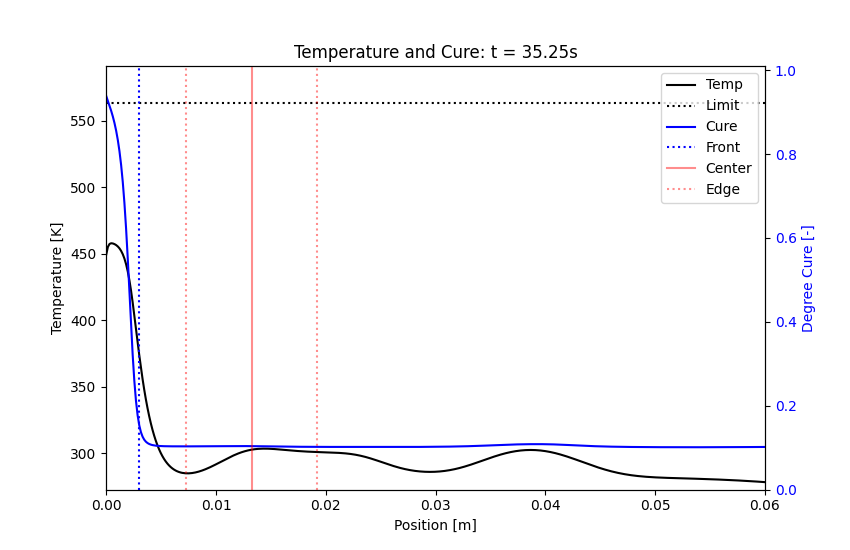 Temperature and Cure: t = 35.25s
Temp
Limit
Cure
Front
Center
Edge
550
500
450
400
350
300
Temperature [K]
1.0
0.8
0.6
0.4
0.2
0.0
Degree Cure [-]
0.00 0.01 0.02 0.03 0.04 0.05 0.06
Position [m]